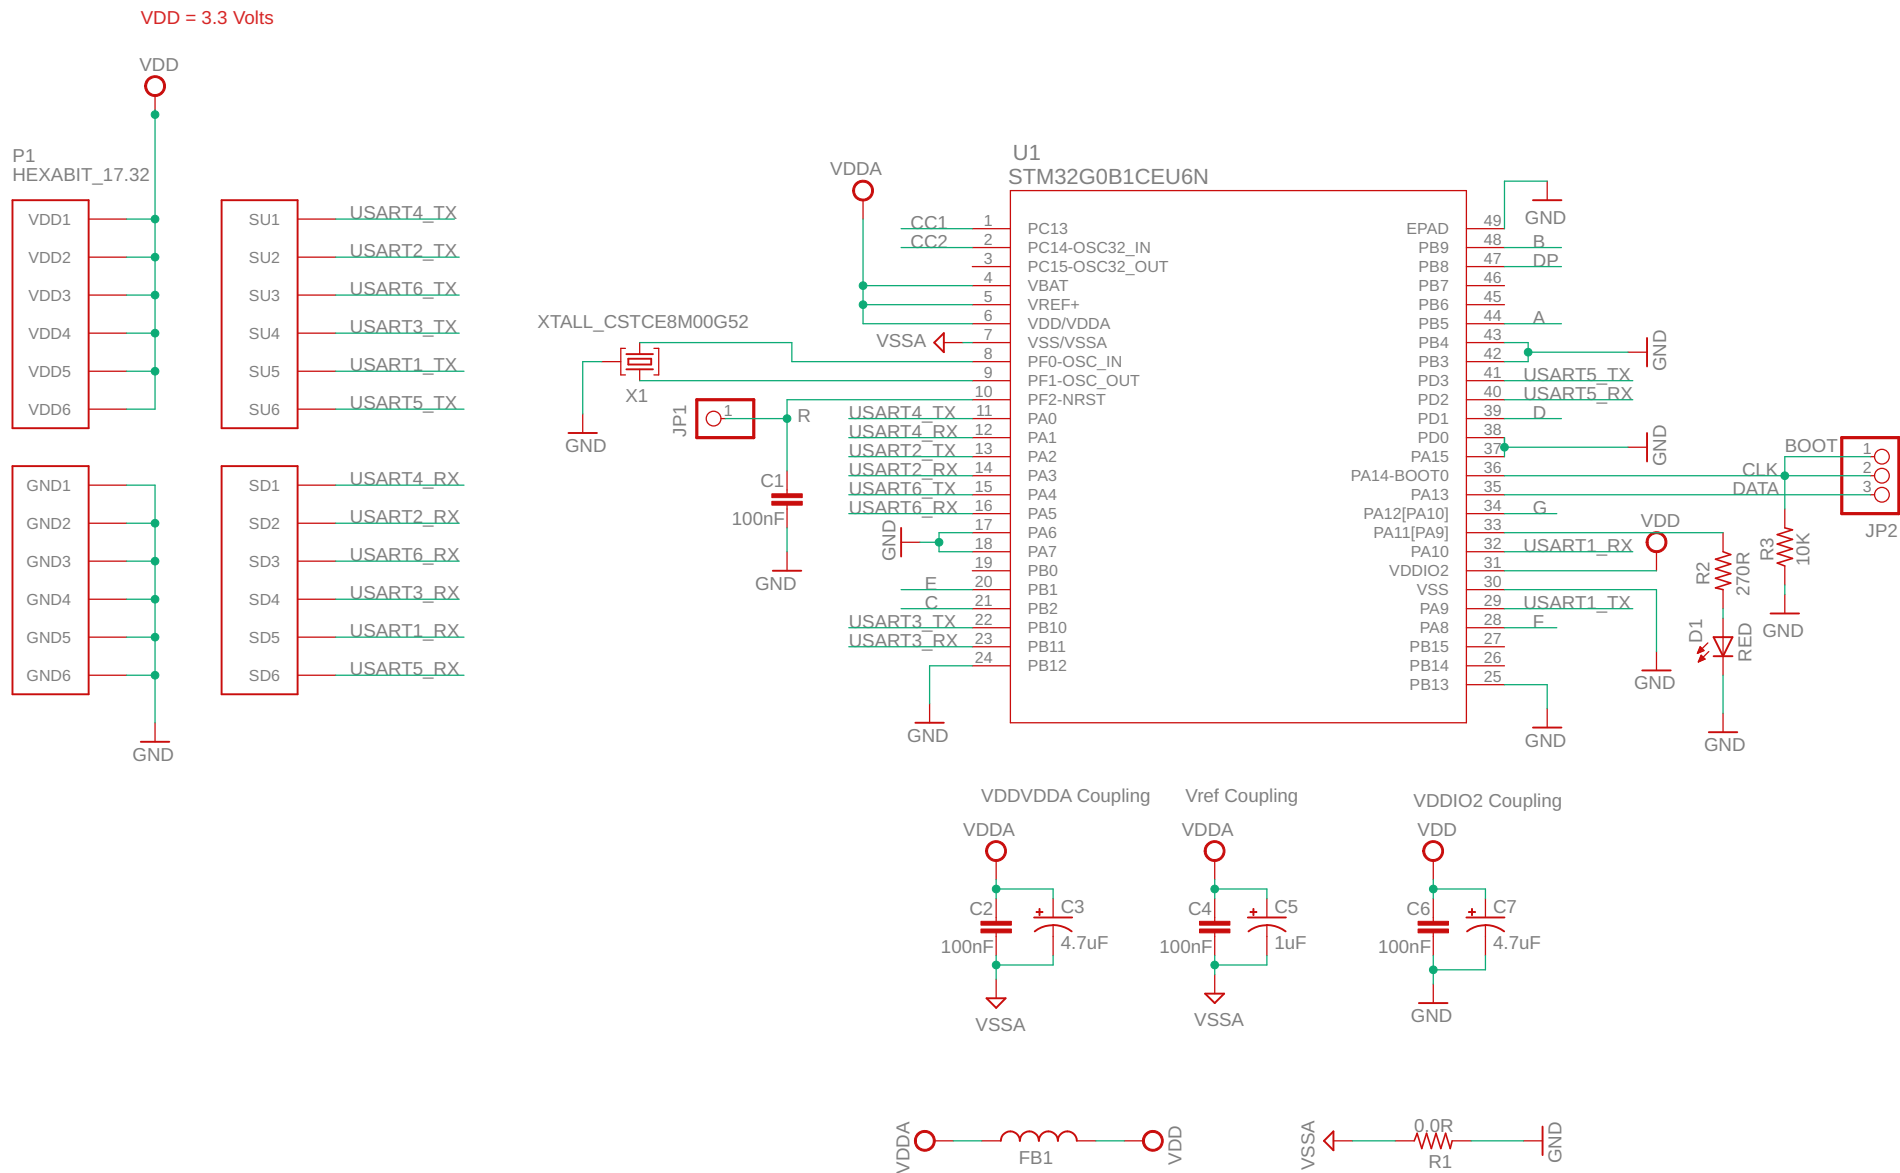 VDD = 3.3 Volts
VDD
P1
HEXABIT_17.32
VDD1
VDD2
VDD3
VDD4
VDD5
VDD6
SU1 USART4_TX
SU2 USART2_TX
SU3 USART6_TX
SU4 USART3_TX
SU5 USART1_TX
SU6 USART5_TX
GND1
GND2
GND3
GND4
GND5
GND6
GND
SD1 USART4_RX
SD2 USART2_RX
SD3 USART6_RX
SD4 USART3_RX
SD5 USART1_RX
SD6 USART5_RX
XTALL_CSTCE8M00G52
X1
GND
JP1
1
R
C1
100nF
GND
VDDA
VSSA
U1
STM32G0B1CEU6N
CC1 1 PC13
CC2 2 PC14-OSC32_IN
3 PC15-OSC32_OUT
4 VBAT
5 VREF+
6 VDD/VDDA
7 VSS/VSSA
8 PF0-OSC_IN
9 PF1-OSC_OUT
10 PF2-NRST
USART4_TX 11 PA0
USART4_RX 12 PA1
USART2_TX 13 PA2
USART2_RX 14 PA3
USART6_TX 15 PA4
USART6_RX 16 PA5
GND
17 PA6
18 PA7
19 PB0
E 20 PB1
C 21 PB2
USART3_TX 22 PB10
USART3_RX 23 PB11
24 PB12
GND
EPAD 49
GND
PB9 48 B
PB8 47 DP
PB7 46
PB6 45
PB5 44 A
PB4 43
PB3 42
GND
PD3 41 USART5_TX
PD2 40 USART5_RX
PD1 39 D
PD0 38
PA15 37
GND
PA14-BOOT0 36 CLK
PA13 35 DATA
PA12[PA10] 34 G
PA11[PA9] 33
PA10 32 USART1_RX
VDDIO2 31
VSS 30
PA9 29 USART1_TX
PA8 28 F
PB15 27
PB14 26
PB13 25
GND
VDD
GND
R2
270R
D1
RED
GND
BOOT
1
2
3
JP2
R3
10K
GND
VDDVDDA Coupling
VDDA
C2
100nF
C3
4.7uF
VSSA
Vref Coupling
VDDA
C4
100nF
C5
1uF
VSSA
VDDIO2 Coupling
VDD
C6
100nF
C7
4.7uF
GND
VDDA
FB1
VDD
VSSA
0.0R
R1
GND